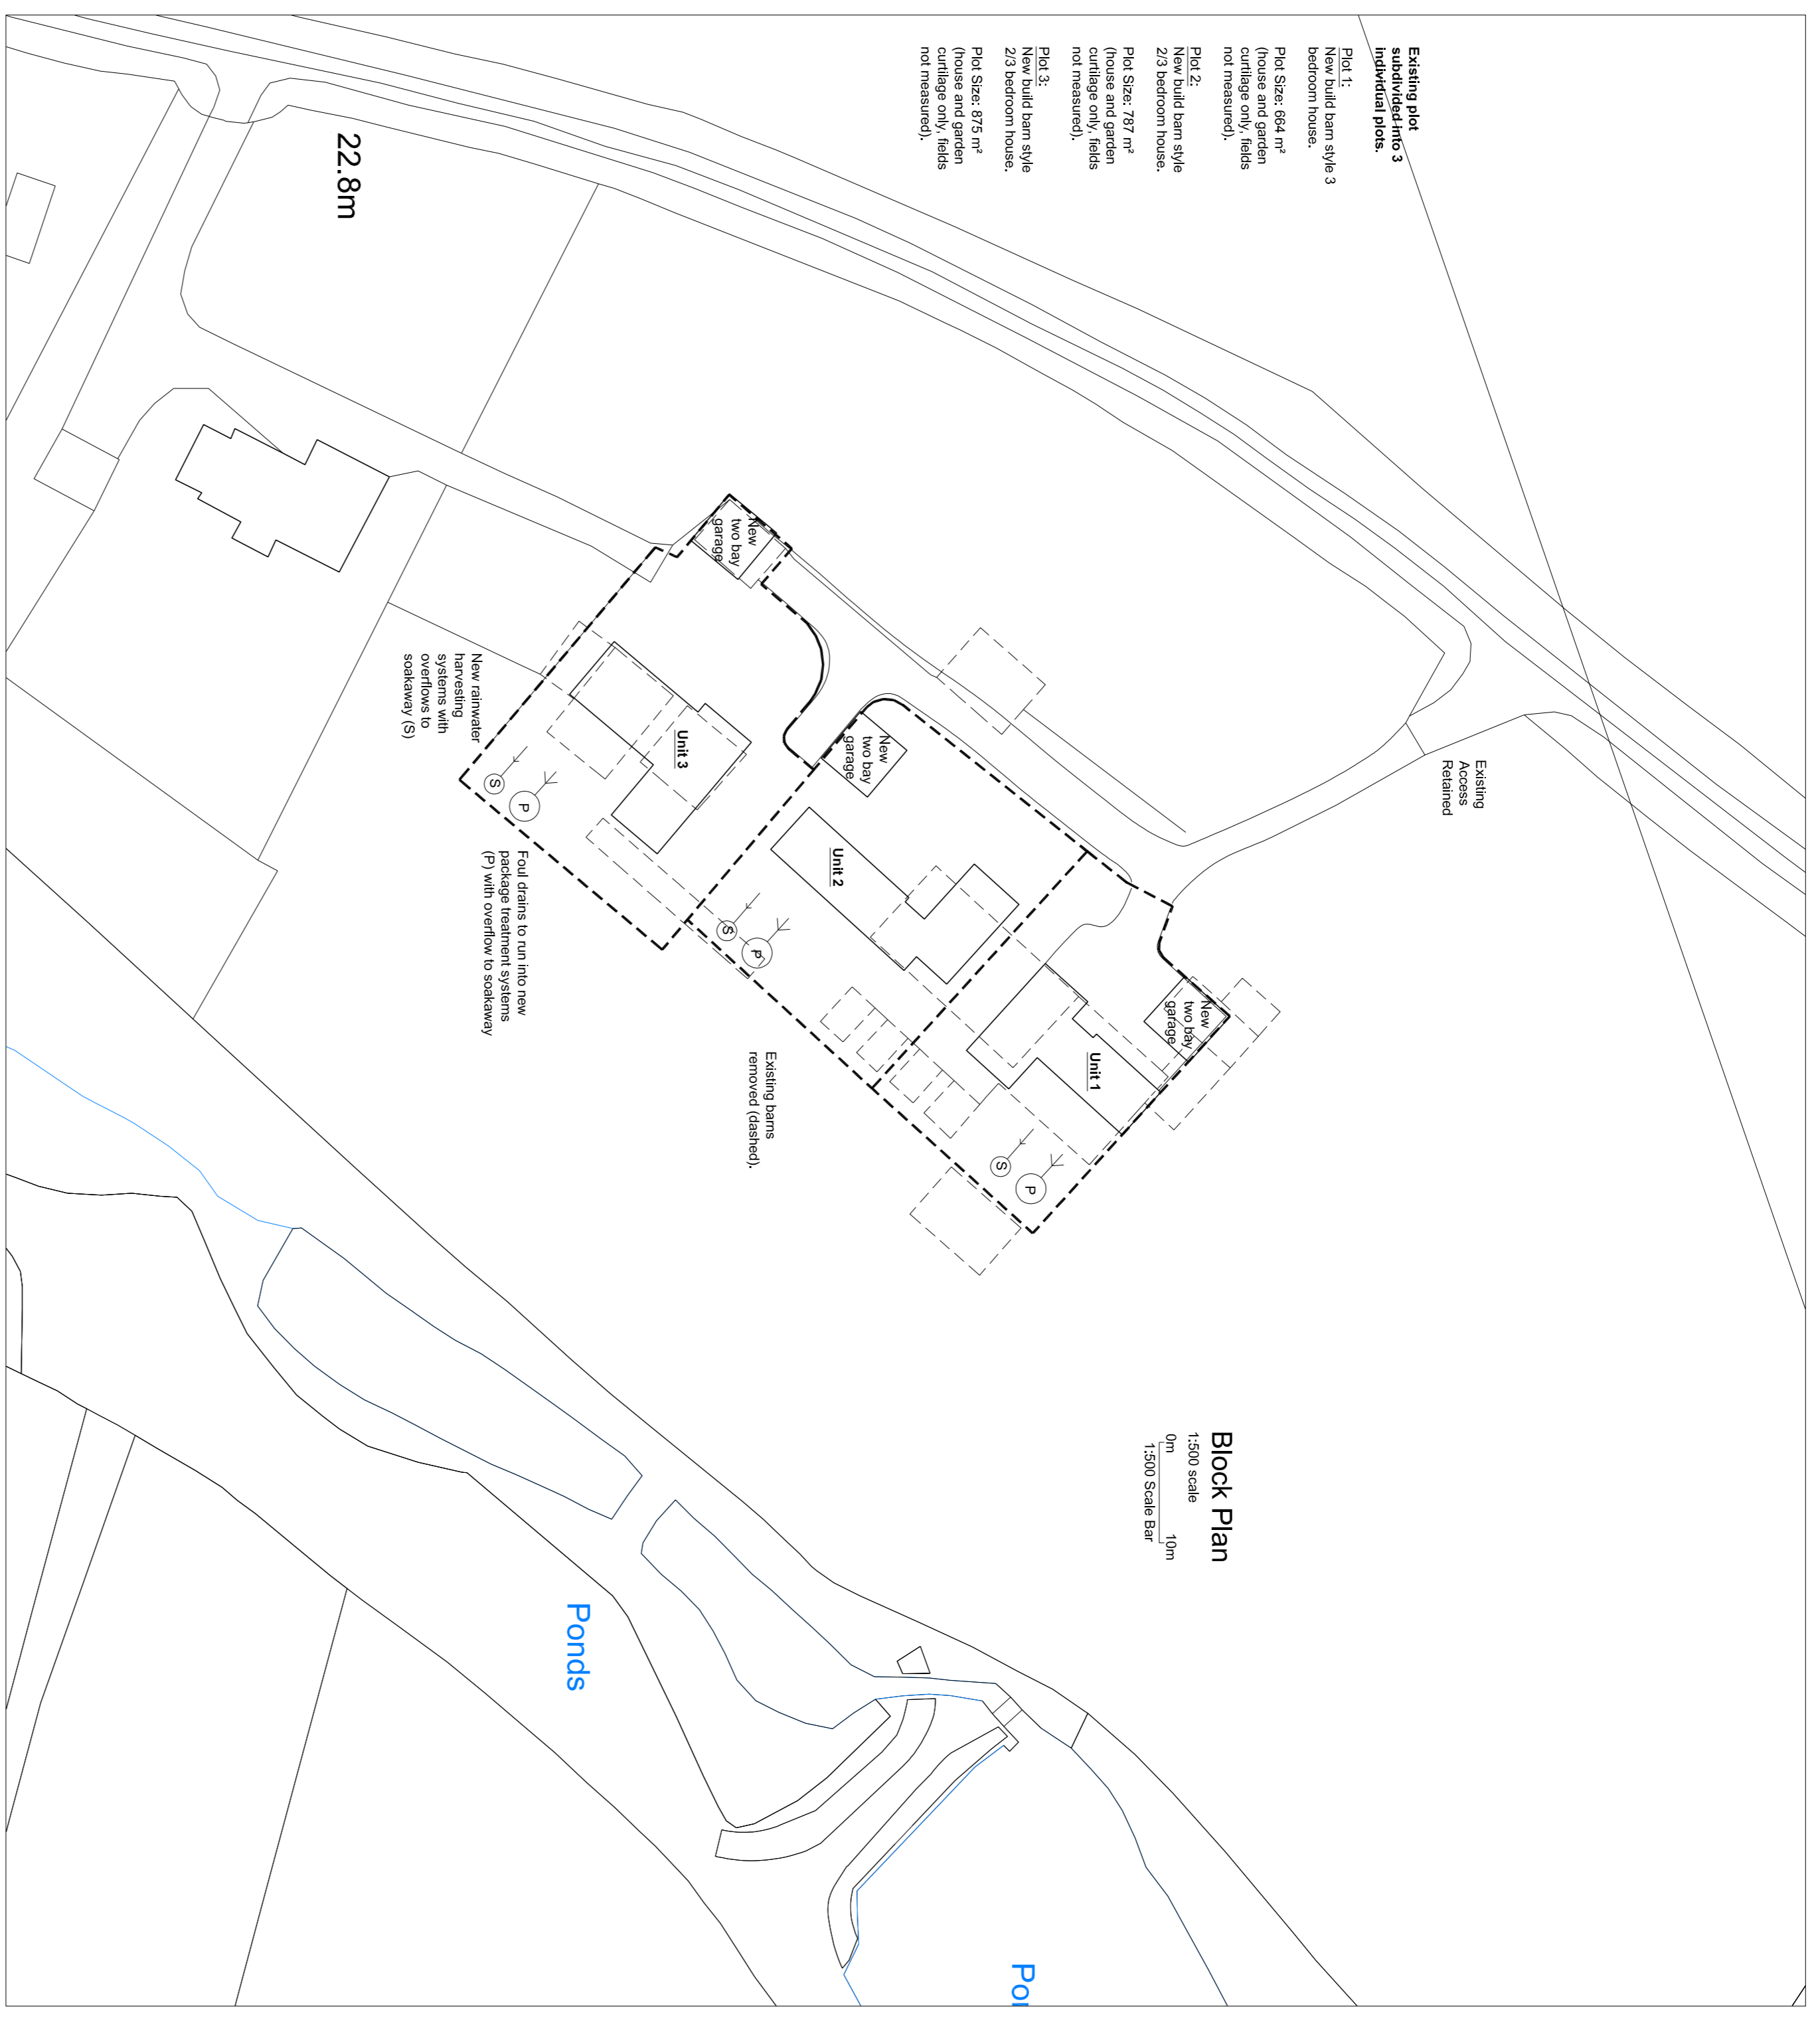 Existing plot
subdivided into 3
individual plots.
Plot 1:
New build barn style 3
bedroom house.
Plot Size: 664 m²
(house and garden
curtilage only, fields
not measured).
Plot 2:
New build barn style
2/3 bedroom house.
Plot Size: 787 m²
(house and garden
curtilage only, fields
not measured).
Plot 3:
New build barn style
2/3 bedroom house.
Plot Size: 875 m²
(house and garden
curtilage only, fields
not measured).
22.8m
Existing
Access
Retained
New
two bay
garage
Unit 1
S
P
New
two bay
garage
Unit 2
S
P
New
two bay
garage
Unit 3
S
P
New rainwater
harvesting
systems with
overflows to
soakaway (S)
Foul drains to run into new
package treatment systems
(P) with overflow to soakaway
Existing barns
removed (dashed).
Block Plan
1:500 scale
0m 10m
1:500 Scale Bar
Ponds
Por